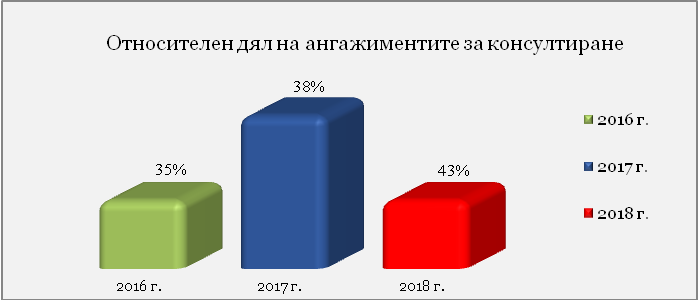 Относителен дял на ангажиментите за консултиране
38%
35%
43%
2016 г.
2017 г.
2018 г.
2016 г.
2017 г.
2018 г.